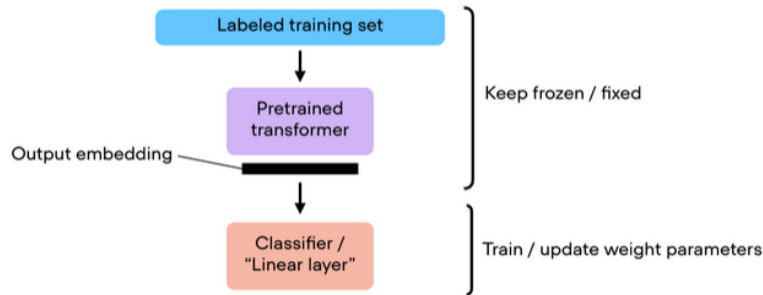 Labeled training set
Pretrained
transformer
Keep frozen / fixed
Output embedding
Classifier /
“Linear layer”
Train / update weight parameters